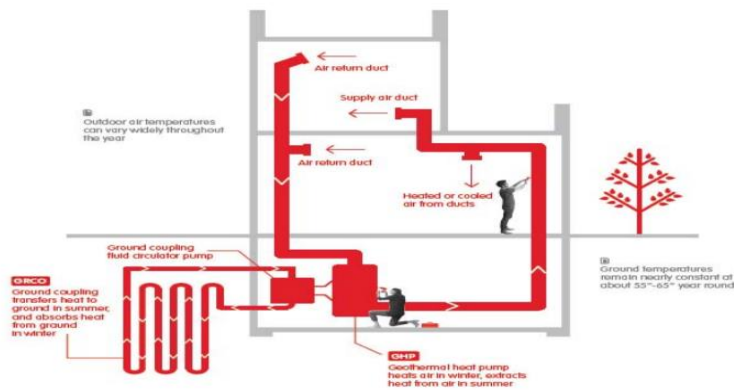 Air return duct
Supply air duct
Outdoor air temperatures
can vary widely throughout
the year
Air return duct
Heated or cooled
air from ducts
Ground coupling
fluid circulator pump
GRCO
Ground coupling
transfers heat to
ground in summer,
and absorbs heat
from ground
in winter
Ground temperatures
remain nearly constant at
about 55°-65° year round
GHP
Geothermal heat pump
heats air in winter, extracts
heat from air in summer